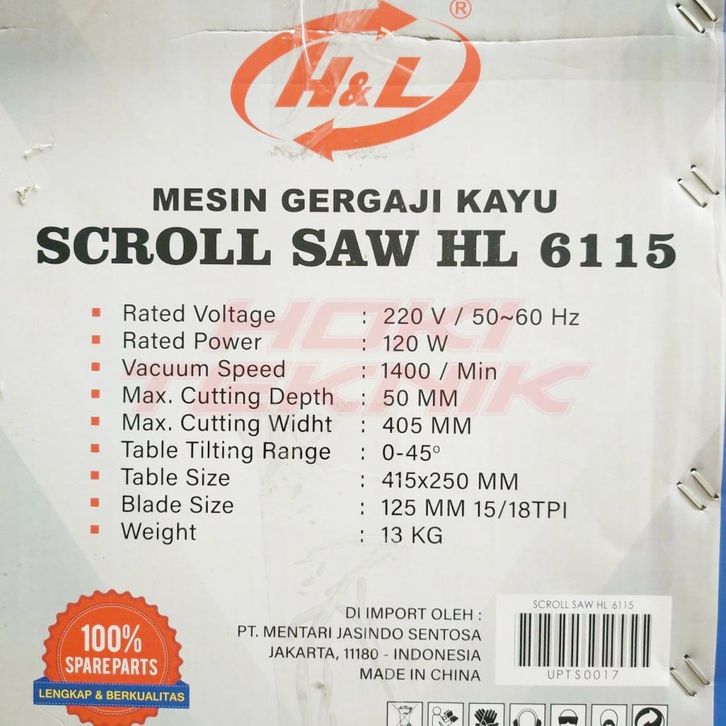 ®
H&L
MESIN GERGAJI KAYU
SCROLL SAW HL 6115
Rated Voltage : 220 V / 50~60 Hz
Rated Power : 120 W
Vacuum Speed : 1400 / Min
Max. Cutting Depth : 50 MM
Max. Cutting Widht : 405 MM
Table Tilting Range : 0-45°
Table Size : 415x250 MM
Blade Size : 125 MM 15/18TPI
Weight : 13 KG
HOKI
TEKNIK
100%
SPAREPARTS
LENGKAP & BERKUALITAS
DI IMPORT OLEH :
PT. MENTARI JASINDO SENTOSA
JAKARTA, 11180 - INDONESIA
MADE IN CHINA
SCROLL SAW HL 6115
UPTS0017